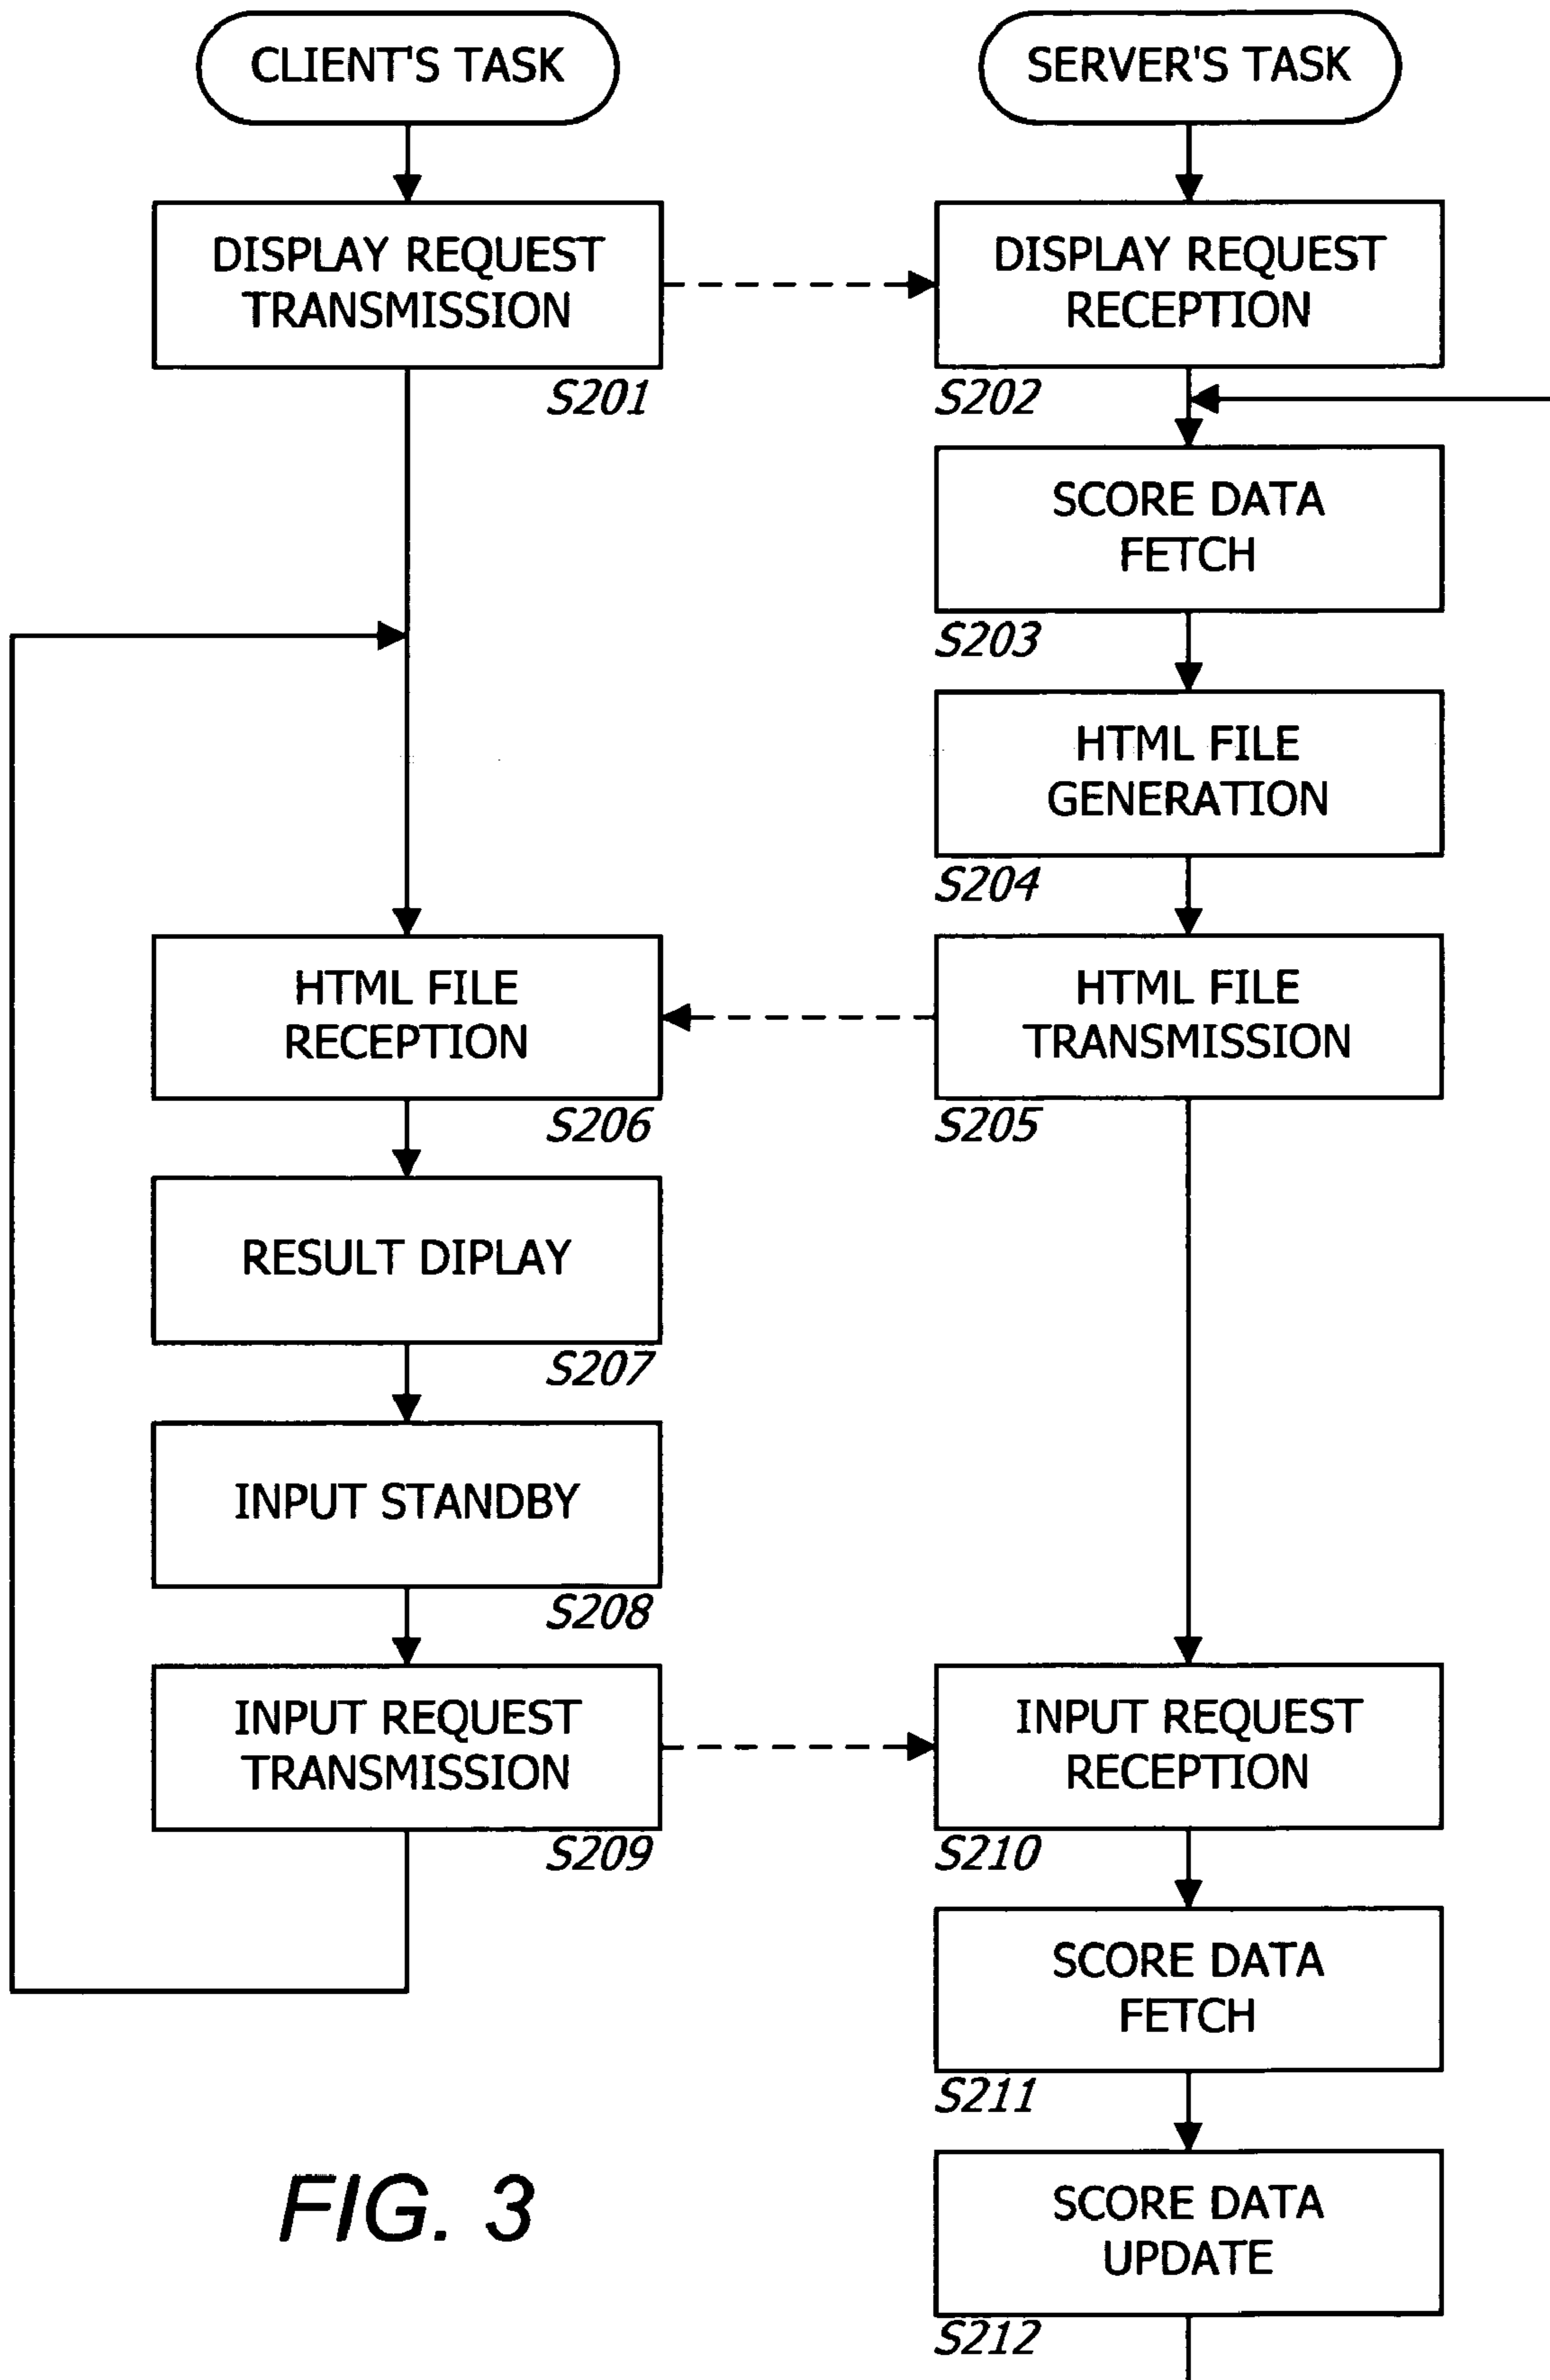 CLIENT'S TASK
SERVER'S TASK
DISPLAY REQUEST
TRANSMISSION
S201
DISPLAY REQUEST
RECEPTION
S202
SCORE DATA
FETCH
S203
HTML FILE
GENERATION
S204
HTML FILE
RECEPTION
S206
HTML FILE
TRANSMISSION
S205
RESULT DIPLAY
S207
INPUT STANDBY
S208
INPUT REQUEST
TRANSMISSION
S209
INPUT REQUEST
RECEPTION
S210
SCORE DATA
FETCH
S211
SCORE DATA
UPDATE
S212
FIG. 3